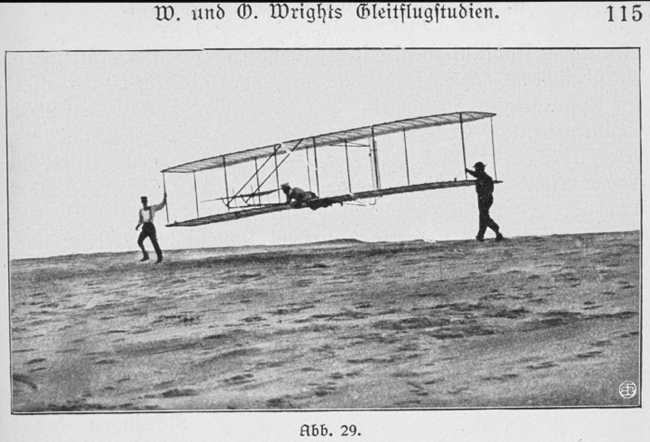 W. und O. Wrights Gleitflugstudien.
115
Abb. 29.